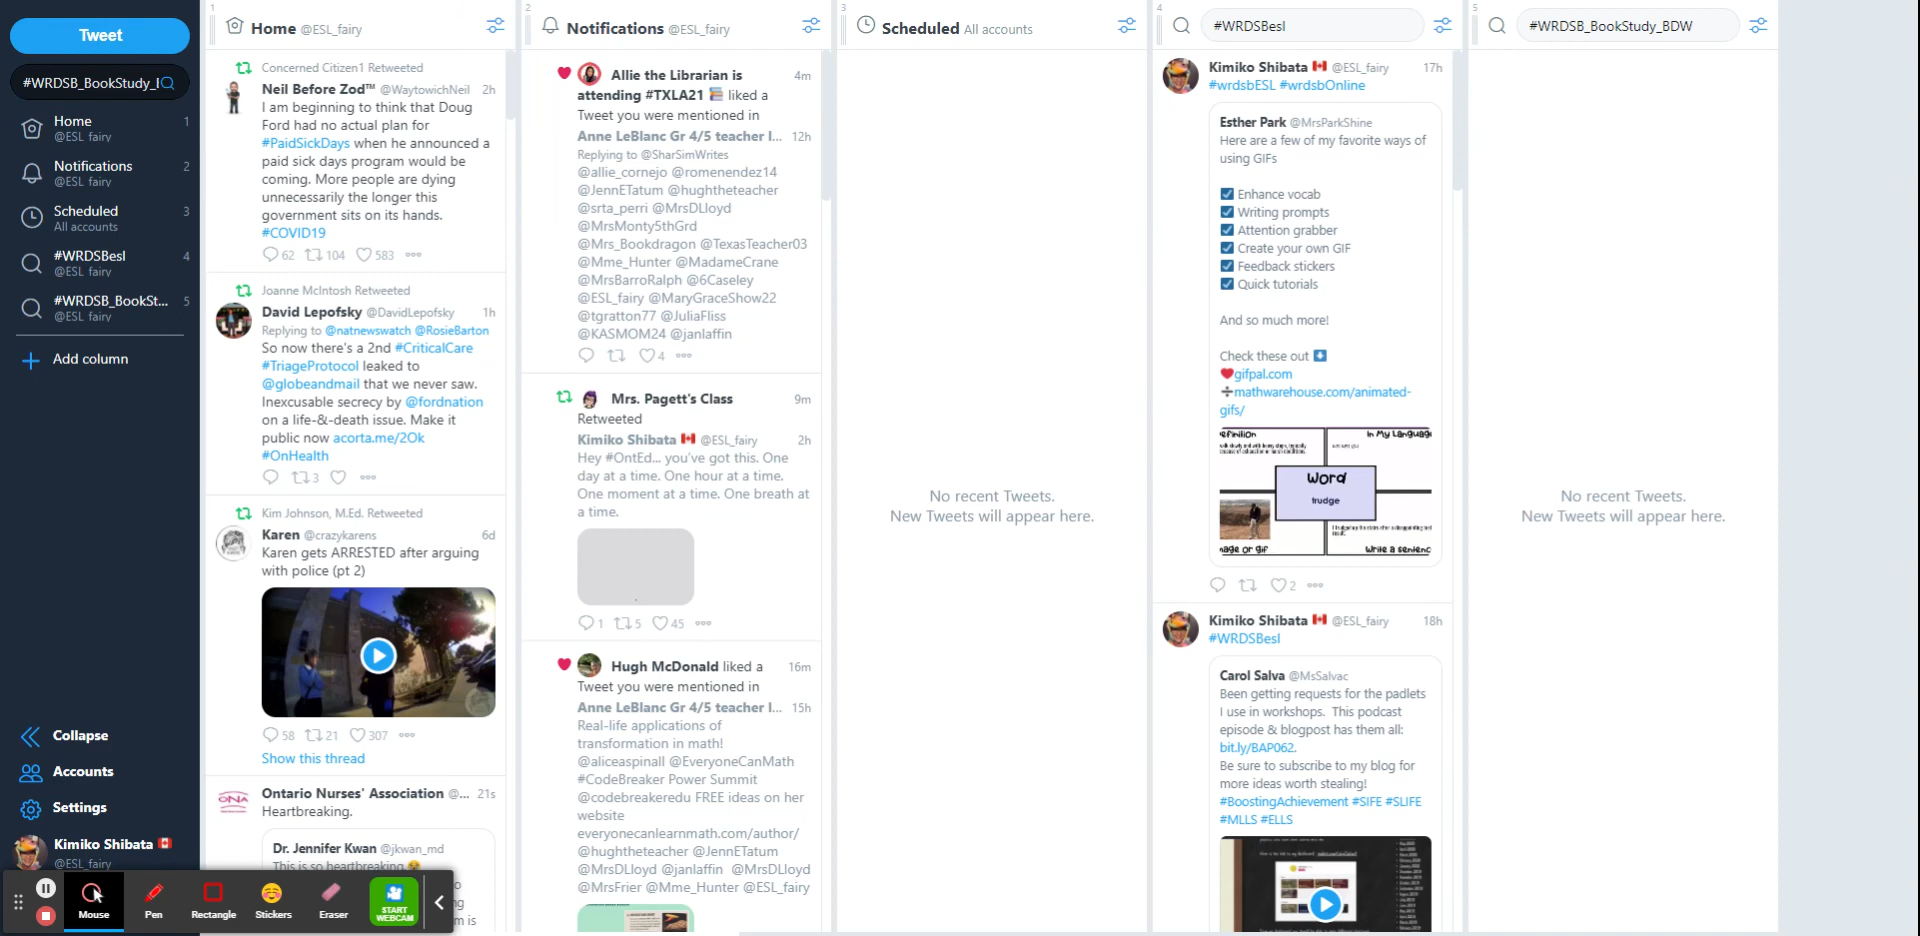 Tweet
#WRDSB_BookStudy_
Home 1
@ESL_fairy
Notifications 2
@ESL_fairy
Scheduled 3
All accounts
#WRDSBesl 4
@ESL_fairy
#WRDSB_BookSt... 5
@ESL_fairy
Add column
Collapse
Accounts
Settings
Kimiko Shibata
@ESL_fairy
Mouse
Pen
Rectangle
Stickers
Eraser
START
WEBCAM
1
Home @ESL_fairy
Concerned Citizen1 Retweeted
Neil Before Zod™ @WaytowichNeil 2h
I am beginning to think that Doug
Ford had no actual plan for
#PaidSickDays when he announced a
paid sick days program would be
coming. More people are dying
unnecessarily the longer this
government sits on its hands.
#COVID19
62 104 583
Joanne McIntosh Retweeted
David Lepofsky @DavidLepofsky 1h
Replying to @natnewswatch @RosieBarton
So now there's a 2nd #CriticalCare
#TriageProtocol leaked to
@globeandmail that we never saw.
Inexcusable secrecy by @fordnation
on a life-&-death issue. Make it
public now acorta.me/2Ok
#OnHealth
3
Kim Johnson, M.Ed. Retweeted
Karen @crazykarens 6d
Karen gets ARRESTED after arguing
with police (pt 2)
58 21 307
Show this thread
ONA
Ontario Nurses' Association @... 21s
Heartbreaking.
Dr. Jennifer Kwan @jkwan_md
This is so heartbreaking
m is
2
Notifications @ESL_fairy
Allie the Librarian is 4m
attending #TXLA21 liked a
Tweet you were mentioned in
Anne LeBlanc Gr 4/5 teacher l... 12h
Replying to @SharSimWrites
@allie_cornejo @romenendez14
@JennETatum @hughtheteacher
@srta_perri @MrsDLloyd
@MrsMonty5thGrd
@Mrs_Bookdragon @TexasTeacher03
@Mme_Hunter @MadameCrane
@MrsBarroRalph @6Caseley
@ESL_fairy @MaryGraceShow22
@tgratton77 @JuliaFliss
@KASMOM24 @janlaffin
4
Mrs. Pagett's Class 9m
Retweeted
Kimiko Shibata @ESL_fairy 2h
Hey #OntEd... you've got this. One
day at a time. One hour at a time.
One moment at a time. One breath at
a time.
1 5 45
Hugh McDonald liked a 16m
Tweet you were mentioned in
Anne LeBlanc Gr 4/5 teacher l... 15h
Real-life applications of
transformation in math!
@aliceaspinall @EveryoneCanMath
#CodeBreaker Power Summit
@codebreakeredu FREE ideas on her
website
everyonecanlearnmath.com/author/
@hughtheteacher @JennETatum
@MrsDLloyd @janlaffin @MrsDLloyd
@MrsFrier @Mme_Hunter @ESL_fairy
3
Scheduled All accounts
No recent Tweets.
New Tweets will appear here.
4
#WRDSBesl
Kimiko Shibata @ESL_fairy 17h
#wrdsbESL #wrdsbOnline
Esther Park @MrsParkShine
Here are a few of my favorite ways of
using GIFs
Enhance vocab
Writing prompts
Attention grabber
Create your own GIF
Feedback stickers
Quick tutorials
And so much more!
Check these out
gifpal.com
mathwarehouse.com/animated-
gifs/
efinition In My Languag
Word
trudge
mage or gif Write a sentenc
2
Kimiko Shibata @ESL_fairy 18h
#WRDSBesl
Carol Salva @MsSalvac
Been getting requests for the padlets
I use in workshops. This podcast
episode & blogpost has them all:
bit.ly/BAP062.
Be sure to subscribe to my blog for
more ideas worth stealing!
#BoostingAchievement #SIFE #SLIFE
#MLLS #ELLS
5
#WRDSB_BookStudy_BDW
No recent Tweets.
New Tweets will appear here.